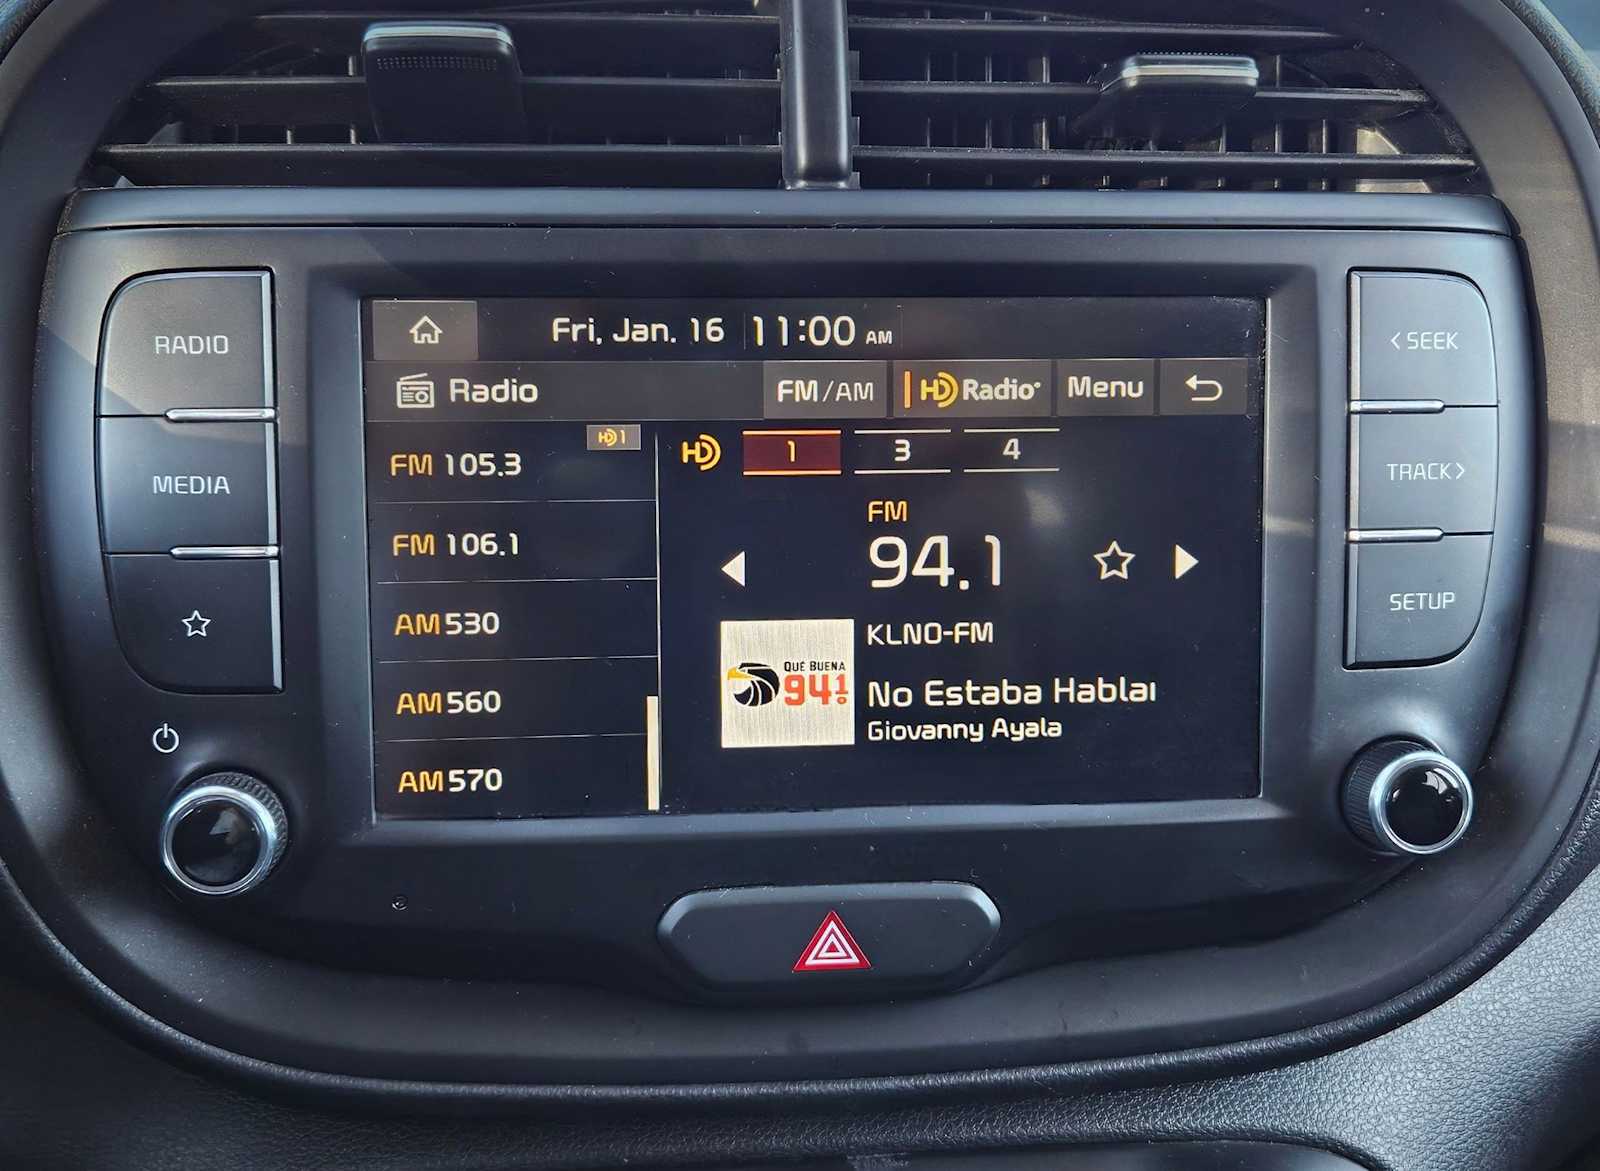 RADIO
MEDIA
Fri, Jan. 16 11:00 AM
Radio FM/AM HD Radio Menu
HD1
FM 105.3
FM 106.1
AM 530
AM 560
AM 570
HD 1 3 4
FM
94.1
KLNO-FM
QUÉ BUENA
94.1
No Estaba Hablai
Giovanny Ayala
< SEEK
TRACK >
SETUP